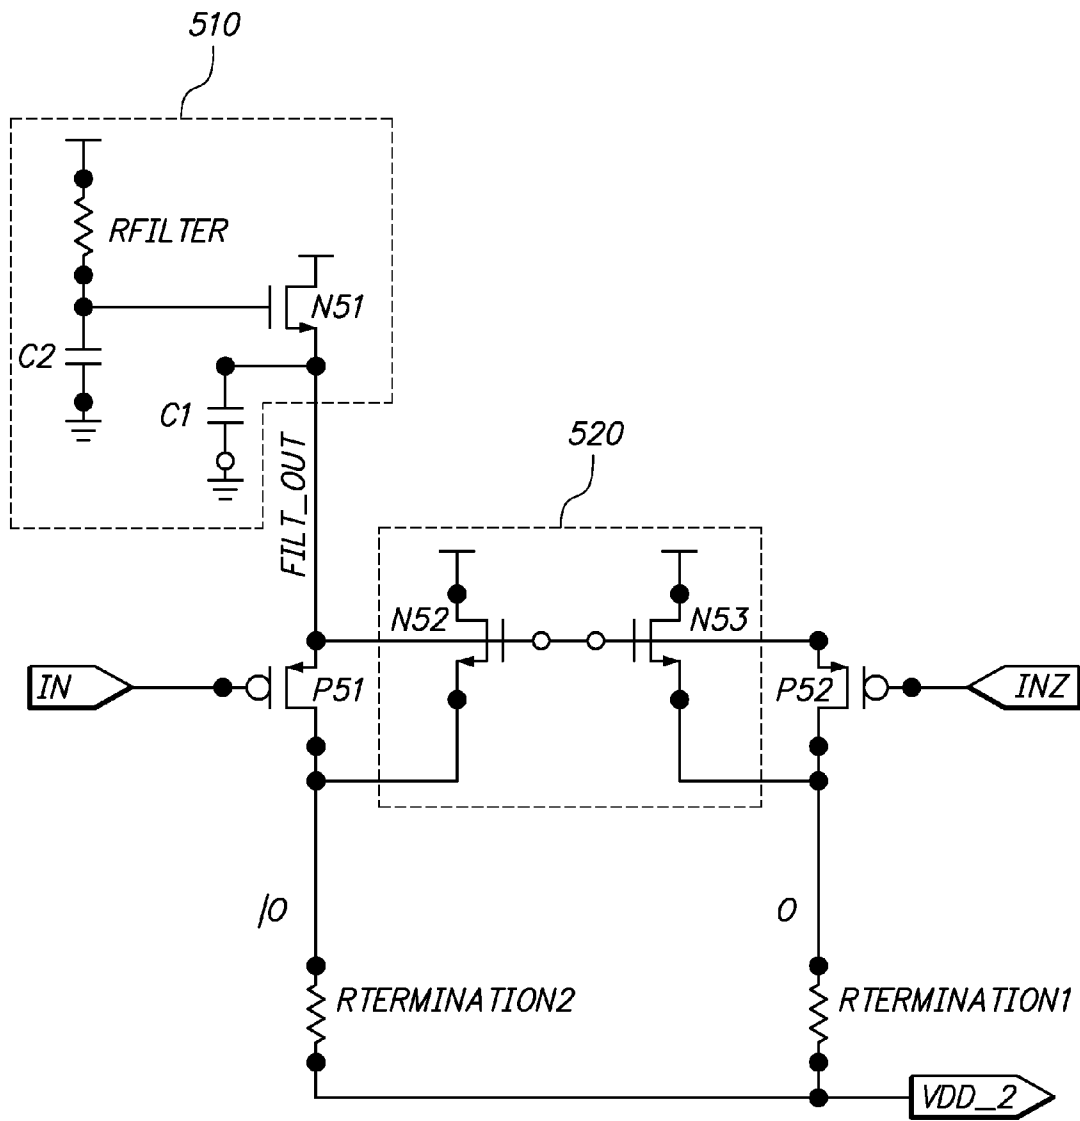 510
RFILTER
N51
C2
C1
FILT_OUT
520
N52
N53
IN
P51
P52
INZ
/O
O
RTERMINATION2
RTERMINATION1
VDD_2